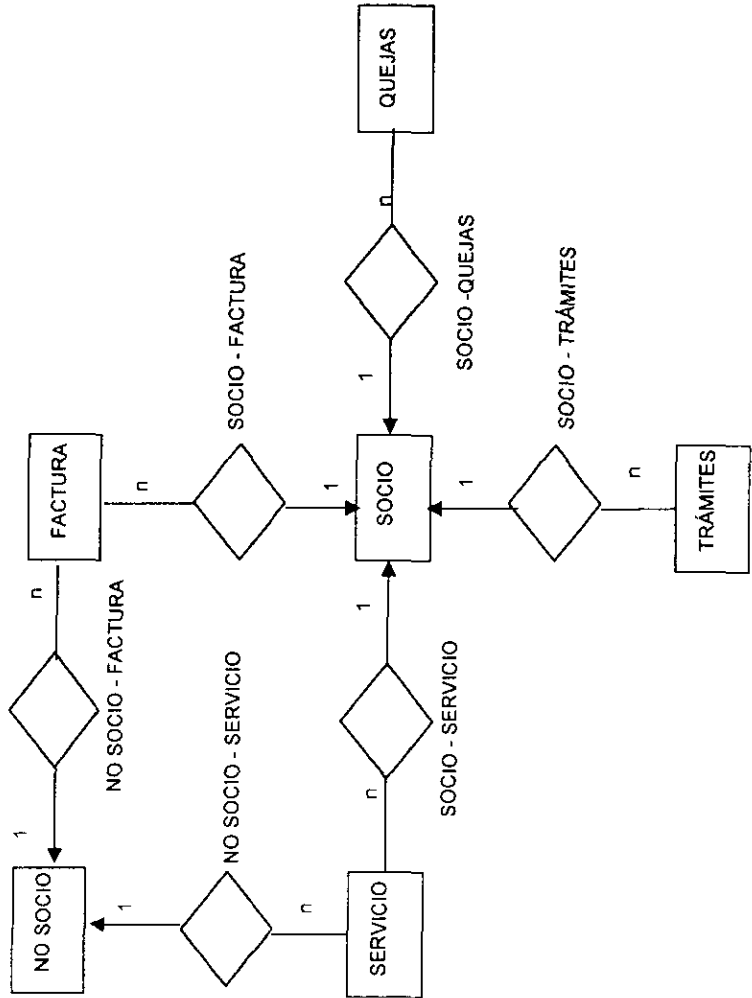 1
n
NO SOCIO
FACTURA
NO SOCIO - FACTURA
1
n
NO SOCIO - SERVICIO
SOCIO - FACTURA
n
1
n
1
1
n
SERVICIO
SOCIO
QUEJAS
SOCIO - SERVICIO
1
SOCIO -QUEJAS
SOCIO - TRÁMITES
n
TRÁMITES